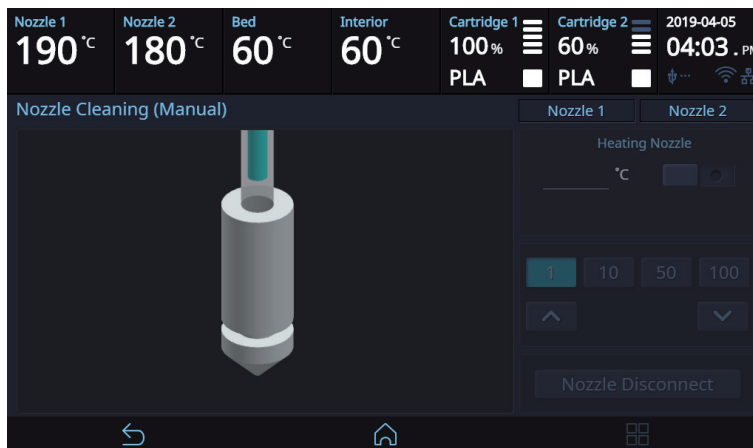 Nozzle 1 Nozzle 2 Bed Interior Cartridge 1 Cartridge 2 2019-04-05
190 °C 180 °C 60 °C 60 °C 100 % 60 % 04:03 . PM
PLA PLA
Nozzle Cleaning (Manual) Nozzle 1 Nozzle 2
Heating Nozzle
°C
1 10 50 100
Nozzle Disconnect